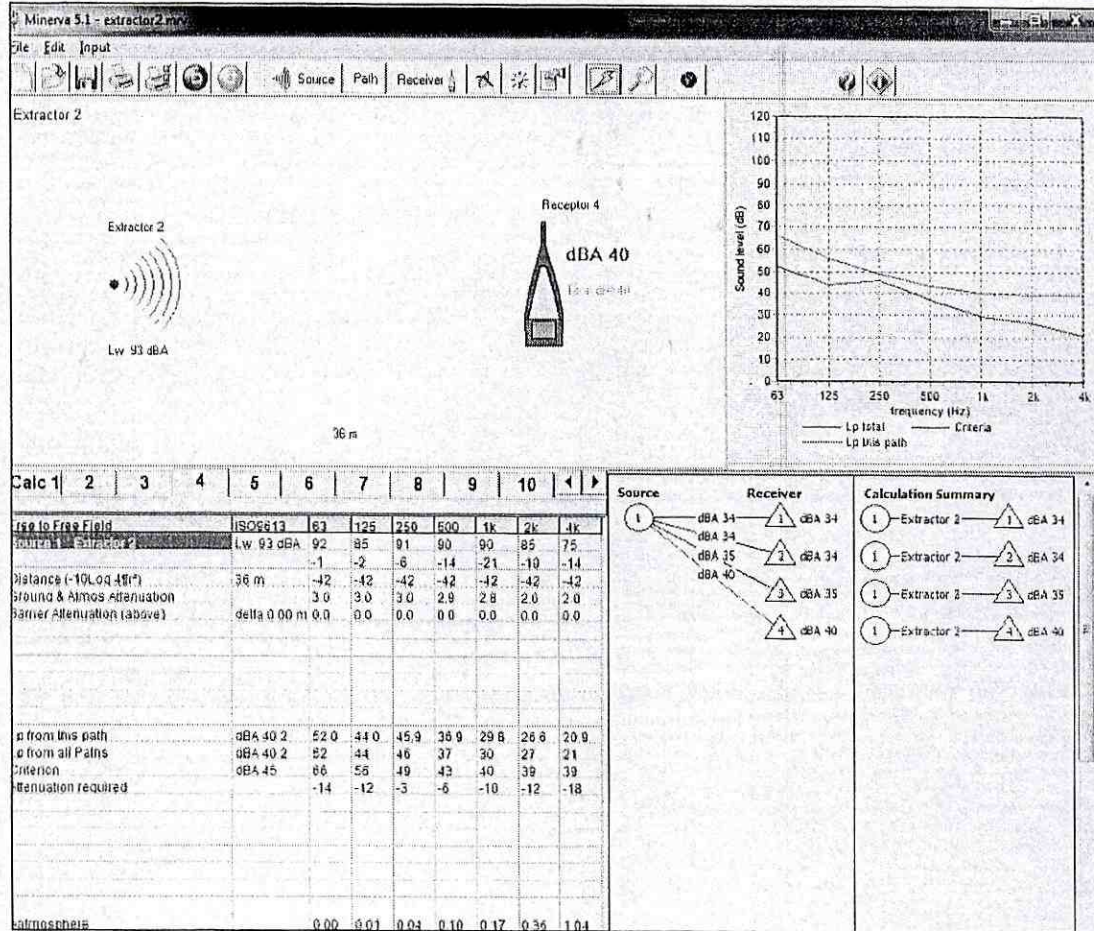 Minerva 5.1 - extractor2.mrv
File Edit Input
Source Path Receiver
Extractor 2
Extractor 2
Lw 93 dBA
Receptor 4
dBA 40
36 m
Sound level (dB)
120
110
100
90
80
70
60
50
40
30
20
10
0
63 125 250 500 1k 2k 4k
frequency (Hz)
Lp total Criteria
Lp this path
Calc 1 2 3 4 5 6 7 8 9 10
Free to Free Field ISO9613 63 125 250 500 1k 2k 4k
Source 1 Extractor 2 Lw 93 dBA 92 85 91 90 90 85 75
-1 -2 -6 -14 -21 -19 -14
Distance (-10Log 4πr²) 36 m -42 -42 -42 -42 -42 -42 -42
Ground & Atmos Attenuation 3.0 3.0 3.0 2.9 2.8 2.0 2.0
Barrier Attenuation (above) delta 0.00 m 0.0 0.0 0.0 0.0 0.0 0.0 0.0
Lp from this path dBA 40.2 52.0 44.0 45.9 36.9 29.8 26.6 20.9
Lp from all Paths dBA 40.2 52 44 46 37 30 27 21
Criterion dBA 45 66 56 49 43 40 39 39
Attenuation required -14 -12 -3 -6 -10 -12 -18
atmosphere 0.00 0.01 0.04 0.10 0.17 0.36 1.04
Source Receiver
1 dBA 34 1 dBA 34
dBA 34 2 dBA 34
dBA 35 3 dBA 35
dBA 40 4 dBA 40
Calculation Summary
1 Extractor 2 1 dBA 34
1 Extractor 2 2 dBA 34
1 Extractor 2 3 dBA 35
1 Extractor 2 4 dBA 40